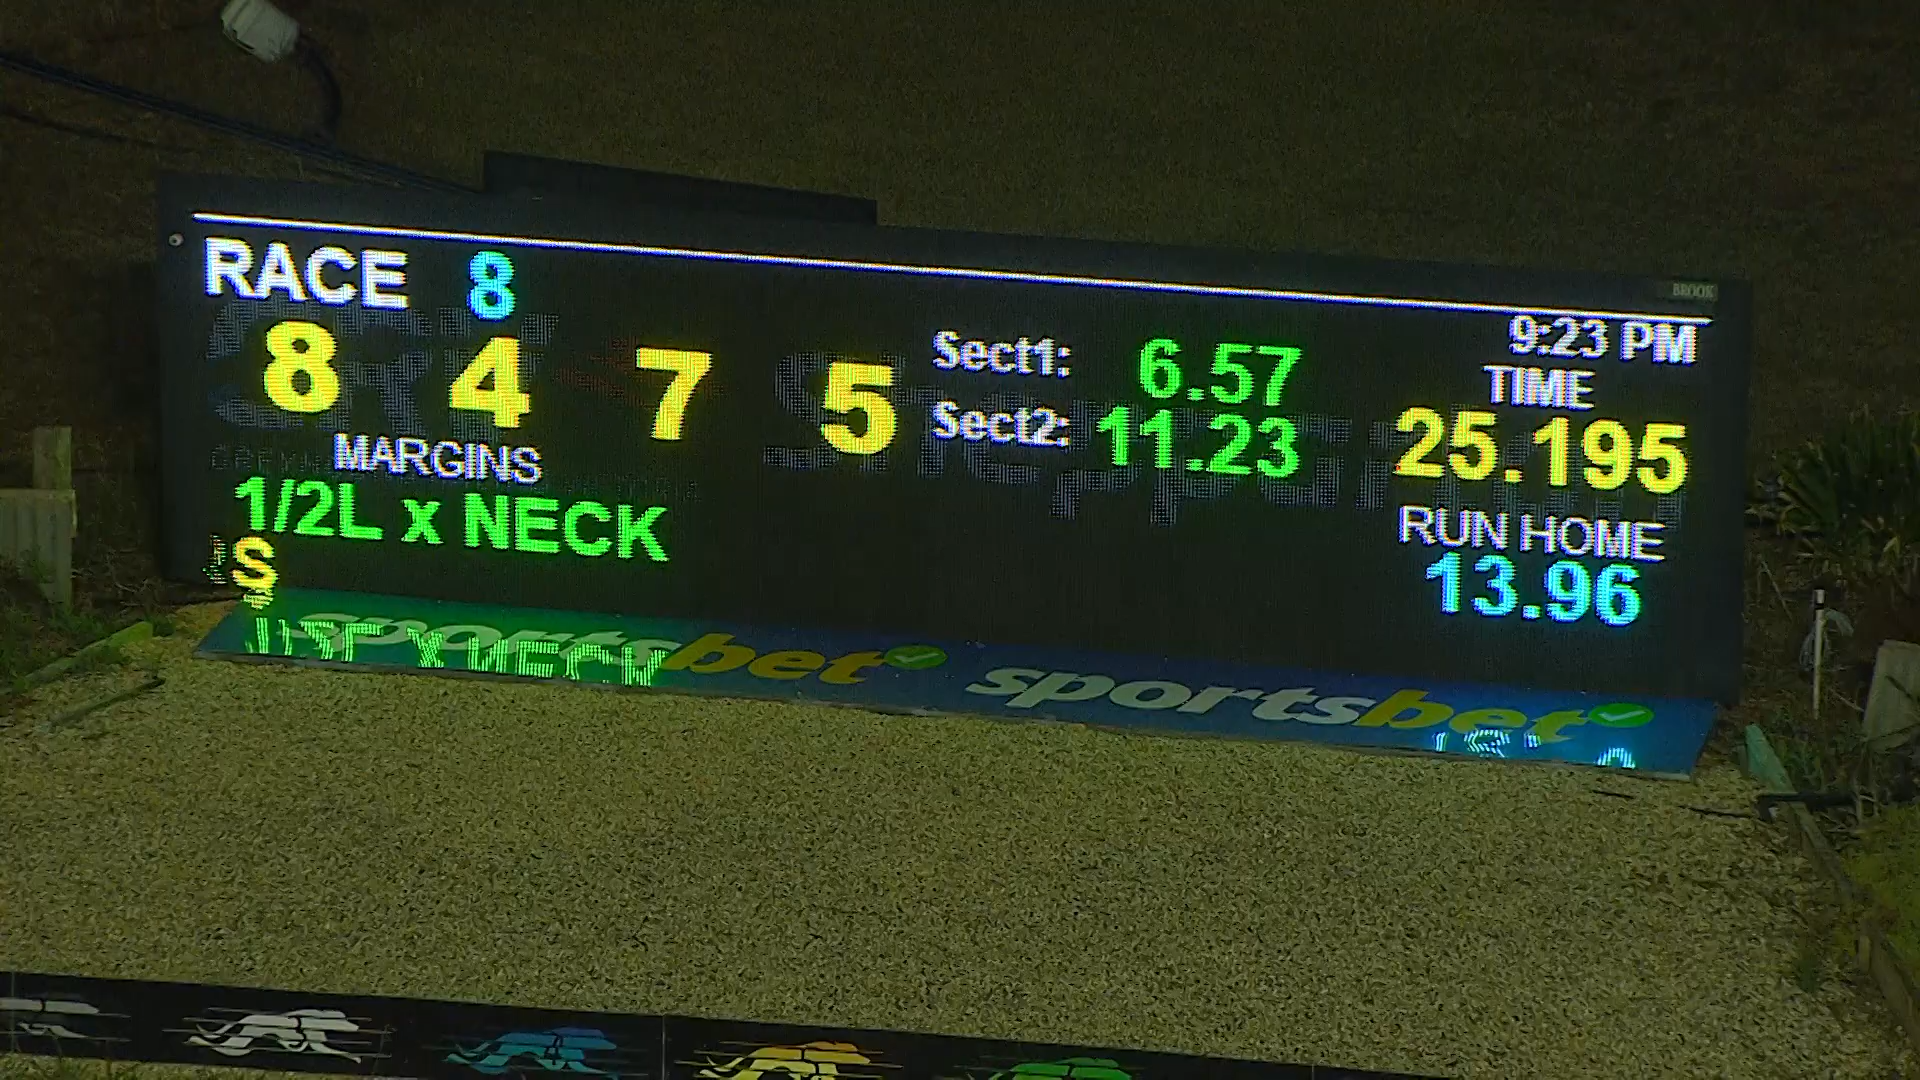 BROOK
RACE 8
9:23 PM
8 4 7 5
Sect1: 6.57
TIME
Sect2: 11.23
25.195
MARGINS
1/2L x NECK
RUN HOME
13.96
S
sportsbet sportsbet